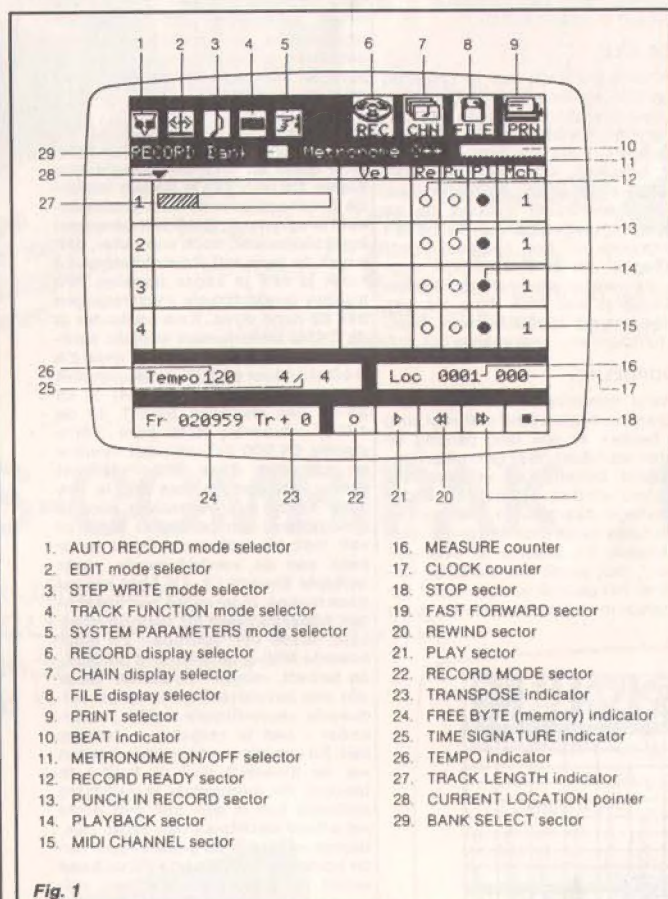 1 2 3 4 5 6 7 8 9
REC CHN FILE PRN
29 RECORD Bank Metronome 0++ 10
11
28 Vel Re Pu Pl Mch 12
27 1 1
2 1 13
3 1 14
4 1 15
26 Tempo 120 4/4 Loc 0001 000 16
25 17
Fr 020959 Tr + 0 18
24 23 22 21 20
1. AUTO RECORD mode selector
2. EDIT mode selector
3. STEP WRITE mode selector
4. TRACK FUNCTION mode selector
5. SYSTEM PARAMETERS mode selector
6. RECORD display selector
7. CHAIN display selector
8. FILE display selector
9. PRINT selector
10. BEAT indicator
11. METRONOME ON/OFF selector
12. RECORD READY sector
13. PUNCH IN RECORD sector
14. PLAYBACK sector
15. MIDI CHANNEL sector
16. MEASURE counter
17. CLOCK counter
18. STOP sector
19. FAST FORWARD sector
20. REWIND sector
21. PLAY sector
22. RECORD MODE sector
23. TRANSPOSE indicator
24. FREE BYTE (memory) indicator
25. TIME SIGNATURE indicator
26. TEMPO indicator
27. TRACK LENGTH indicator
28. CURRENT LOCATION pointer
29. BANK SELECT sector
Fig. 1